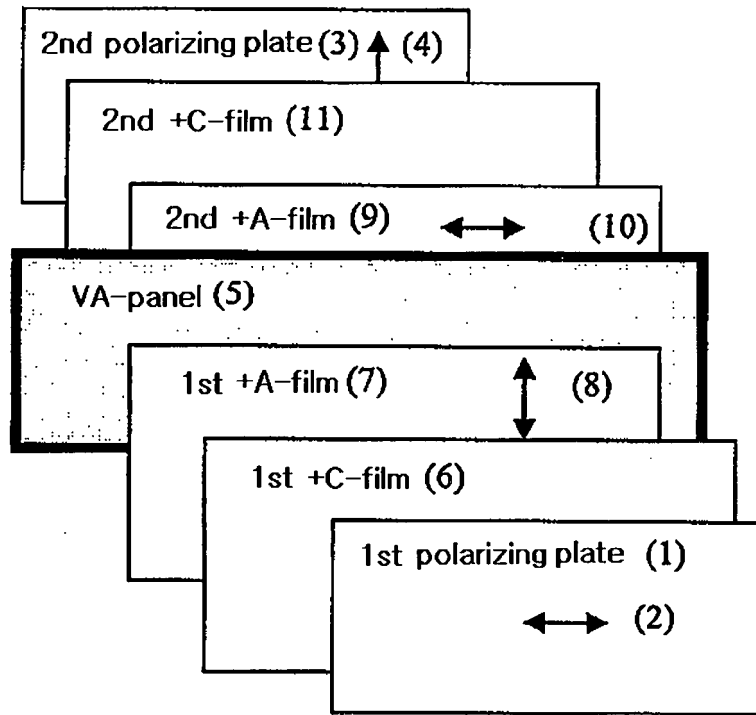 2nd polarizing plate (3) (4)
2nd +C-film (11)
2nd +A-film (9) (10)
VA-panel (5)
1st +A-film (7) (8)
1st +C-film (6)
1st polarizing plate (1)
(2)